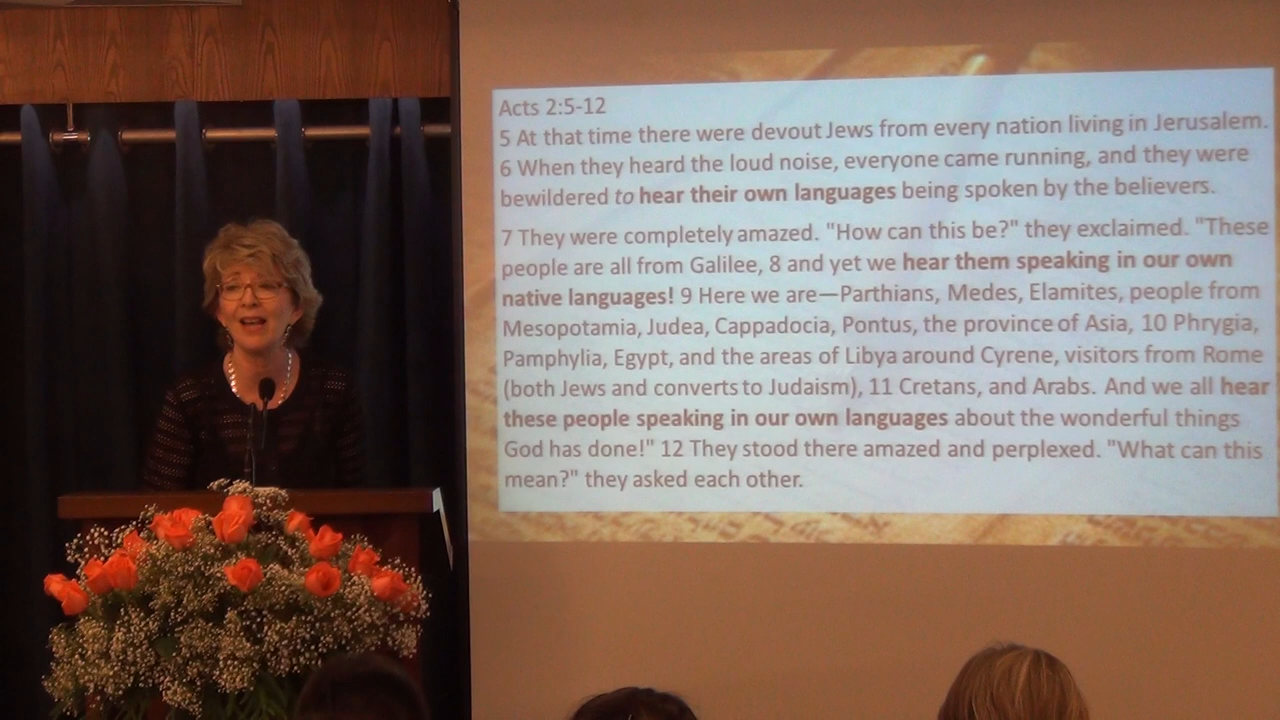 Acts 2:5-12
5 At that time there were devout Jews from every nation living in Jerusalem.
6 When they heard the loud noise, everyone came running, and they were
bewildered to hear their own languages being spoken by the believers.
7 They were completely amazed. "How can this be?" they exclaimed. "These
people are all from Galilee, 8 and yet we hear them speaking in our own
native languages! 9 Here we are—Parthians, Medes, Elamites, people from
Mesopotamia, Judea, Cappadocia, Pontus, the province of Asia, 10 Phrygia,
Pamphylia, Egypt, and the areas of Libya around Cyrene, visitors from Rome
(both Jews and converts to Judaism), 11 Cretans, and Arabs. And we all hear
these people speaking in our own languages about the wonderful things
God has done!" 12 They stood there amazed and perplexed. "What can this
mean?" they asked each other.